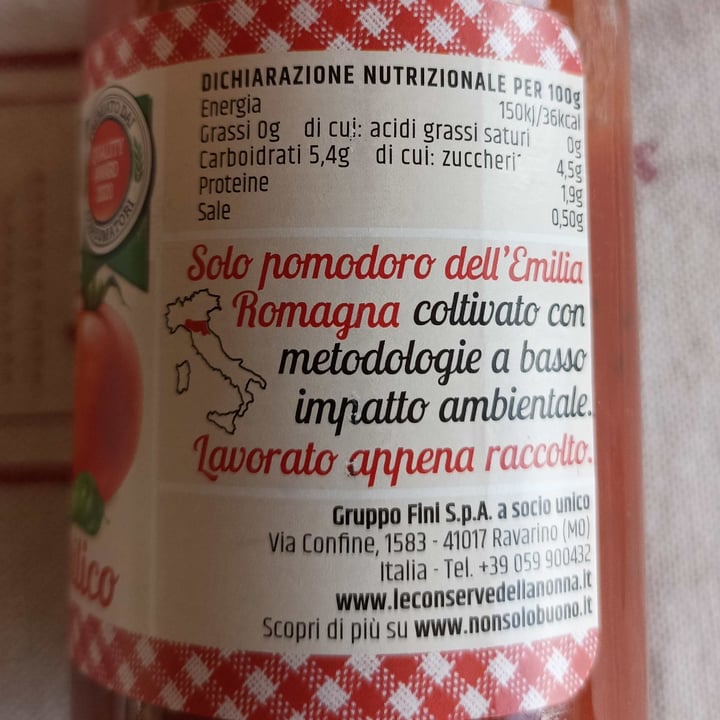 DICHIARAZIONE NUTRIZIONALE PER 100g
Energia 150kj/36kcal
Grassi 0g di cui: acidi grassi saturi 0g
Carboidrati 5,4g di cui: zuccheri 4,5g
Proteine 1,9g
Sale 0,50g
Solo pomodoro dell'Emilia
Romagna coltivato con
metodologie a basso
impatto ambientale.
Lavorato appena raccolto.
Gruppo Fini S.p.A. a socio unico
Via Confine, 1583 - 41017 Ravarino (MO)
Italia - Tel. +39 059 900432
www.leconservedellanonna.it
Scopri di più su www.nonsolobuono.it